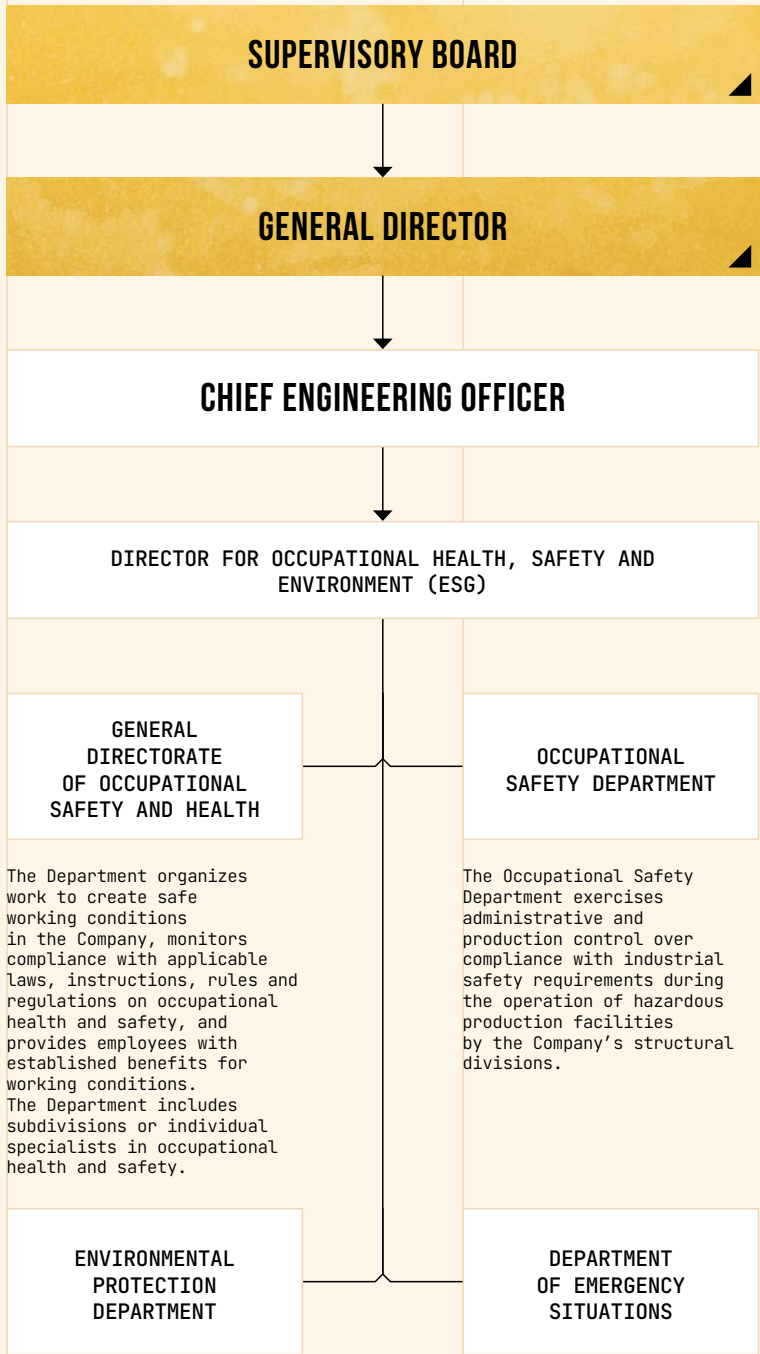 SUPERVISORY BOARD
GENERAL DIRECTOR
CHIEF ENGINEERING OFFICER
DIRECTOR FOR OCCUPATIONAL HEALTH, SAFETY AND
ENVIRONMENT (ESG)
GENERAL
DIRECTORATE
OF OCCUPATIONAL
SAFETY AND HEALTH
OCCUPATIONAL
SAFETY DEPARTMENT
The Department organizes
work to create safe
working conditions
in the Company, monitors
compliance with applicable
laws, instructions, rules and
regulations on occupational
health and safety, and
provides employees with
established benefits for
working conditions.
The Department includes
subdivisions or individual
specialists in occupational
health and safety.
The Occupational Safety
Department exercises
administrative and
production control over
compliance with industrial
safety requirements during
the operation of hazardous
production facilities
by the Company’s structural
divisions.
ENVIRONMENTAL
PROTECTION
DEPARTMENT
DEPARTMENT
OF EMERGENCY
SITUATIONS